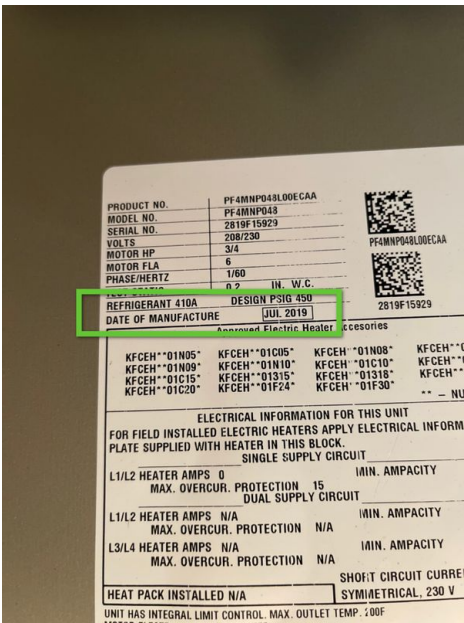 PRODUCT NO. PF4MNP048L00ECAA
MODEL NO. PF4MNP048
SERIAL NO. 2819F15929
VOLTS 208/230
MOTOR HP 3/4
MOTOR FLA 6
PHASE/HERTZ 1/60
TEST STATIC 0.2 IN. W.C.
REFRIGERANT 410A DESIGN PSIG 450
DATE OF MANUFACTURE JUL 2019
PF4MNP048L00ECAA
2819F15929
Approved Electric Heater Accesories
KFCEH**01N05* KFCEH**01C05* KFCEH**01N08*
KFCEH**01N09* KFCEH**01N10* KFCEH**01C10*
KFCEH**01C15* KFCEH**01315* KFCEH**01318*
KFCEH**01C20* KFCEH**01F24* KFCEH**01F30*
** – NU
ELECTRICAL INFORMATION FOR THIS UNIT
FOR FIELD INSTALLED ELECTRIC HEATERS APPLY ELECTRICAL INFORM
PLATE SUPPLIED WITH HEATER IN THIS BLOCK.
SINGLE SUPPLY CIRCUIT
L1/L2 HEATER AMPS 0 MIN. AMPACITY
MAX. OVERCUR. PROTECTION 15
DUAL SUPPLY CIRCUIT
L1/L2 HEATER AMPS N/A MIN. AMPACITY
MAX. OVERCUR. PROTECTION N/A
L3/L4 HEATER AMPS N/A MIN. AMPACITY
MAX. OVERCUR. PROTECTION N/A
SHORT CIRCUIT CURRE
HEAT PACK INSTALLED N/A SYMMETRICAL, 230 V
UNIT HAS INTEGRAL LIMIT CONTROL. MAX. OUTLET TEMP. 200F